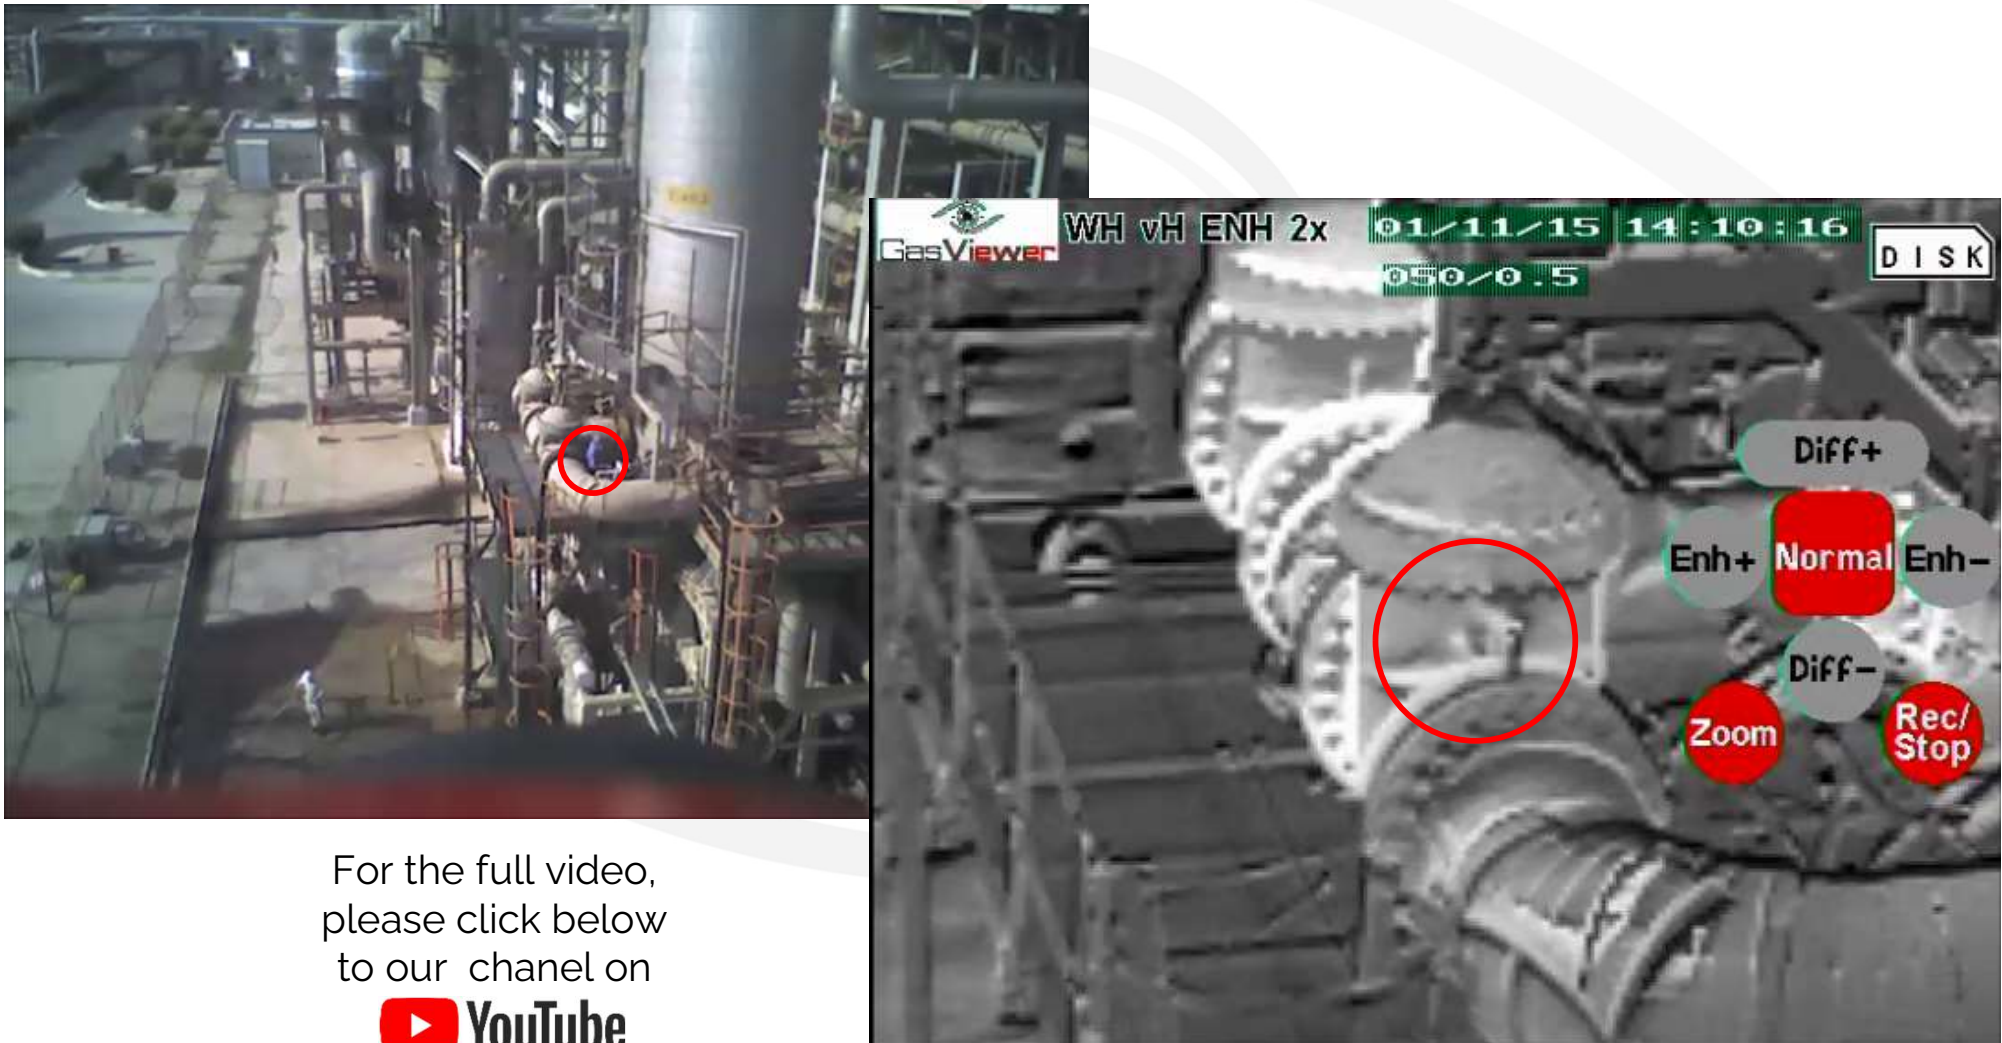 GasViewer
WH vH ENH 2x
01/11/15 14:10:16
050/0.5
DISK
Diff+
Enh+
Normal
Enh-
Diff-
Zoom
Rec/
Stop
For the full video,
please click below
to our chanel on
YouTube